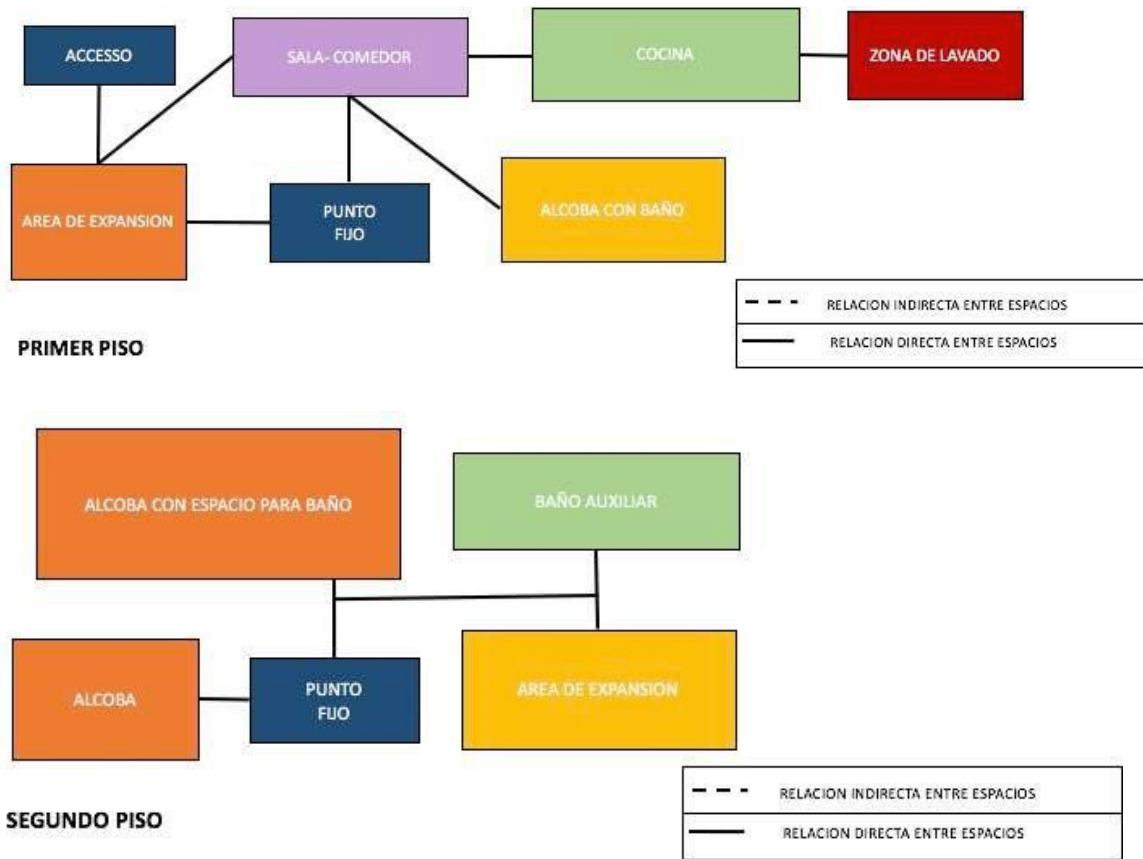 ACCESSO
SALA- COMEDOR
COCINA
ZONA DE LAVADO
AREA DE EXPANSION
PUNTO
FIJO
ALCOBA CON BAÑO
RELACION INDIRECTA ENTRE ESPACIOS
RELACION DIRECTA ENTRE ESPACIOS
PRIMER PISO
ALCOBA CON ESPACIO PARA BAÑO
BAÑO AUXILIAR
ALCOBA
PUNTO
FIJO
AREA DE EXPANSION
RELACION INDIRECTA ENTRE ESPACIOS
RELACION DIRECTA ENTRE ESPACIOS
SEGUNDO PISO